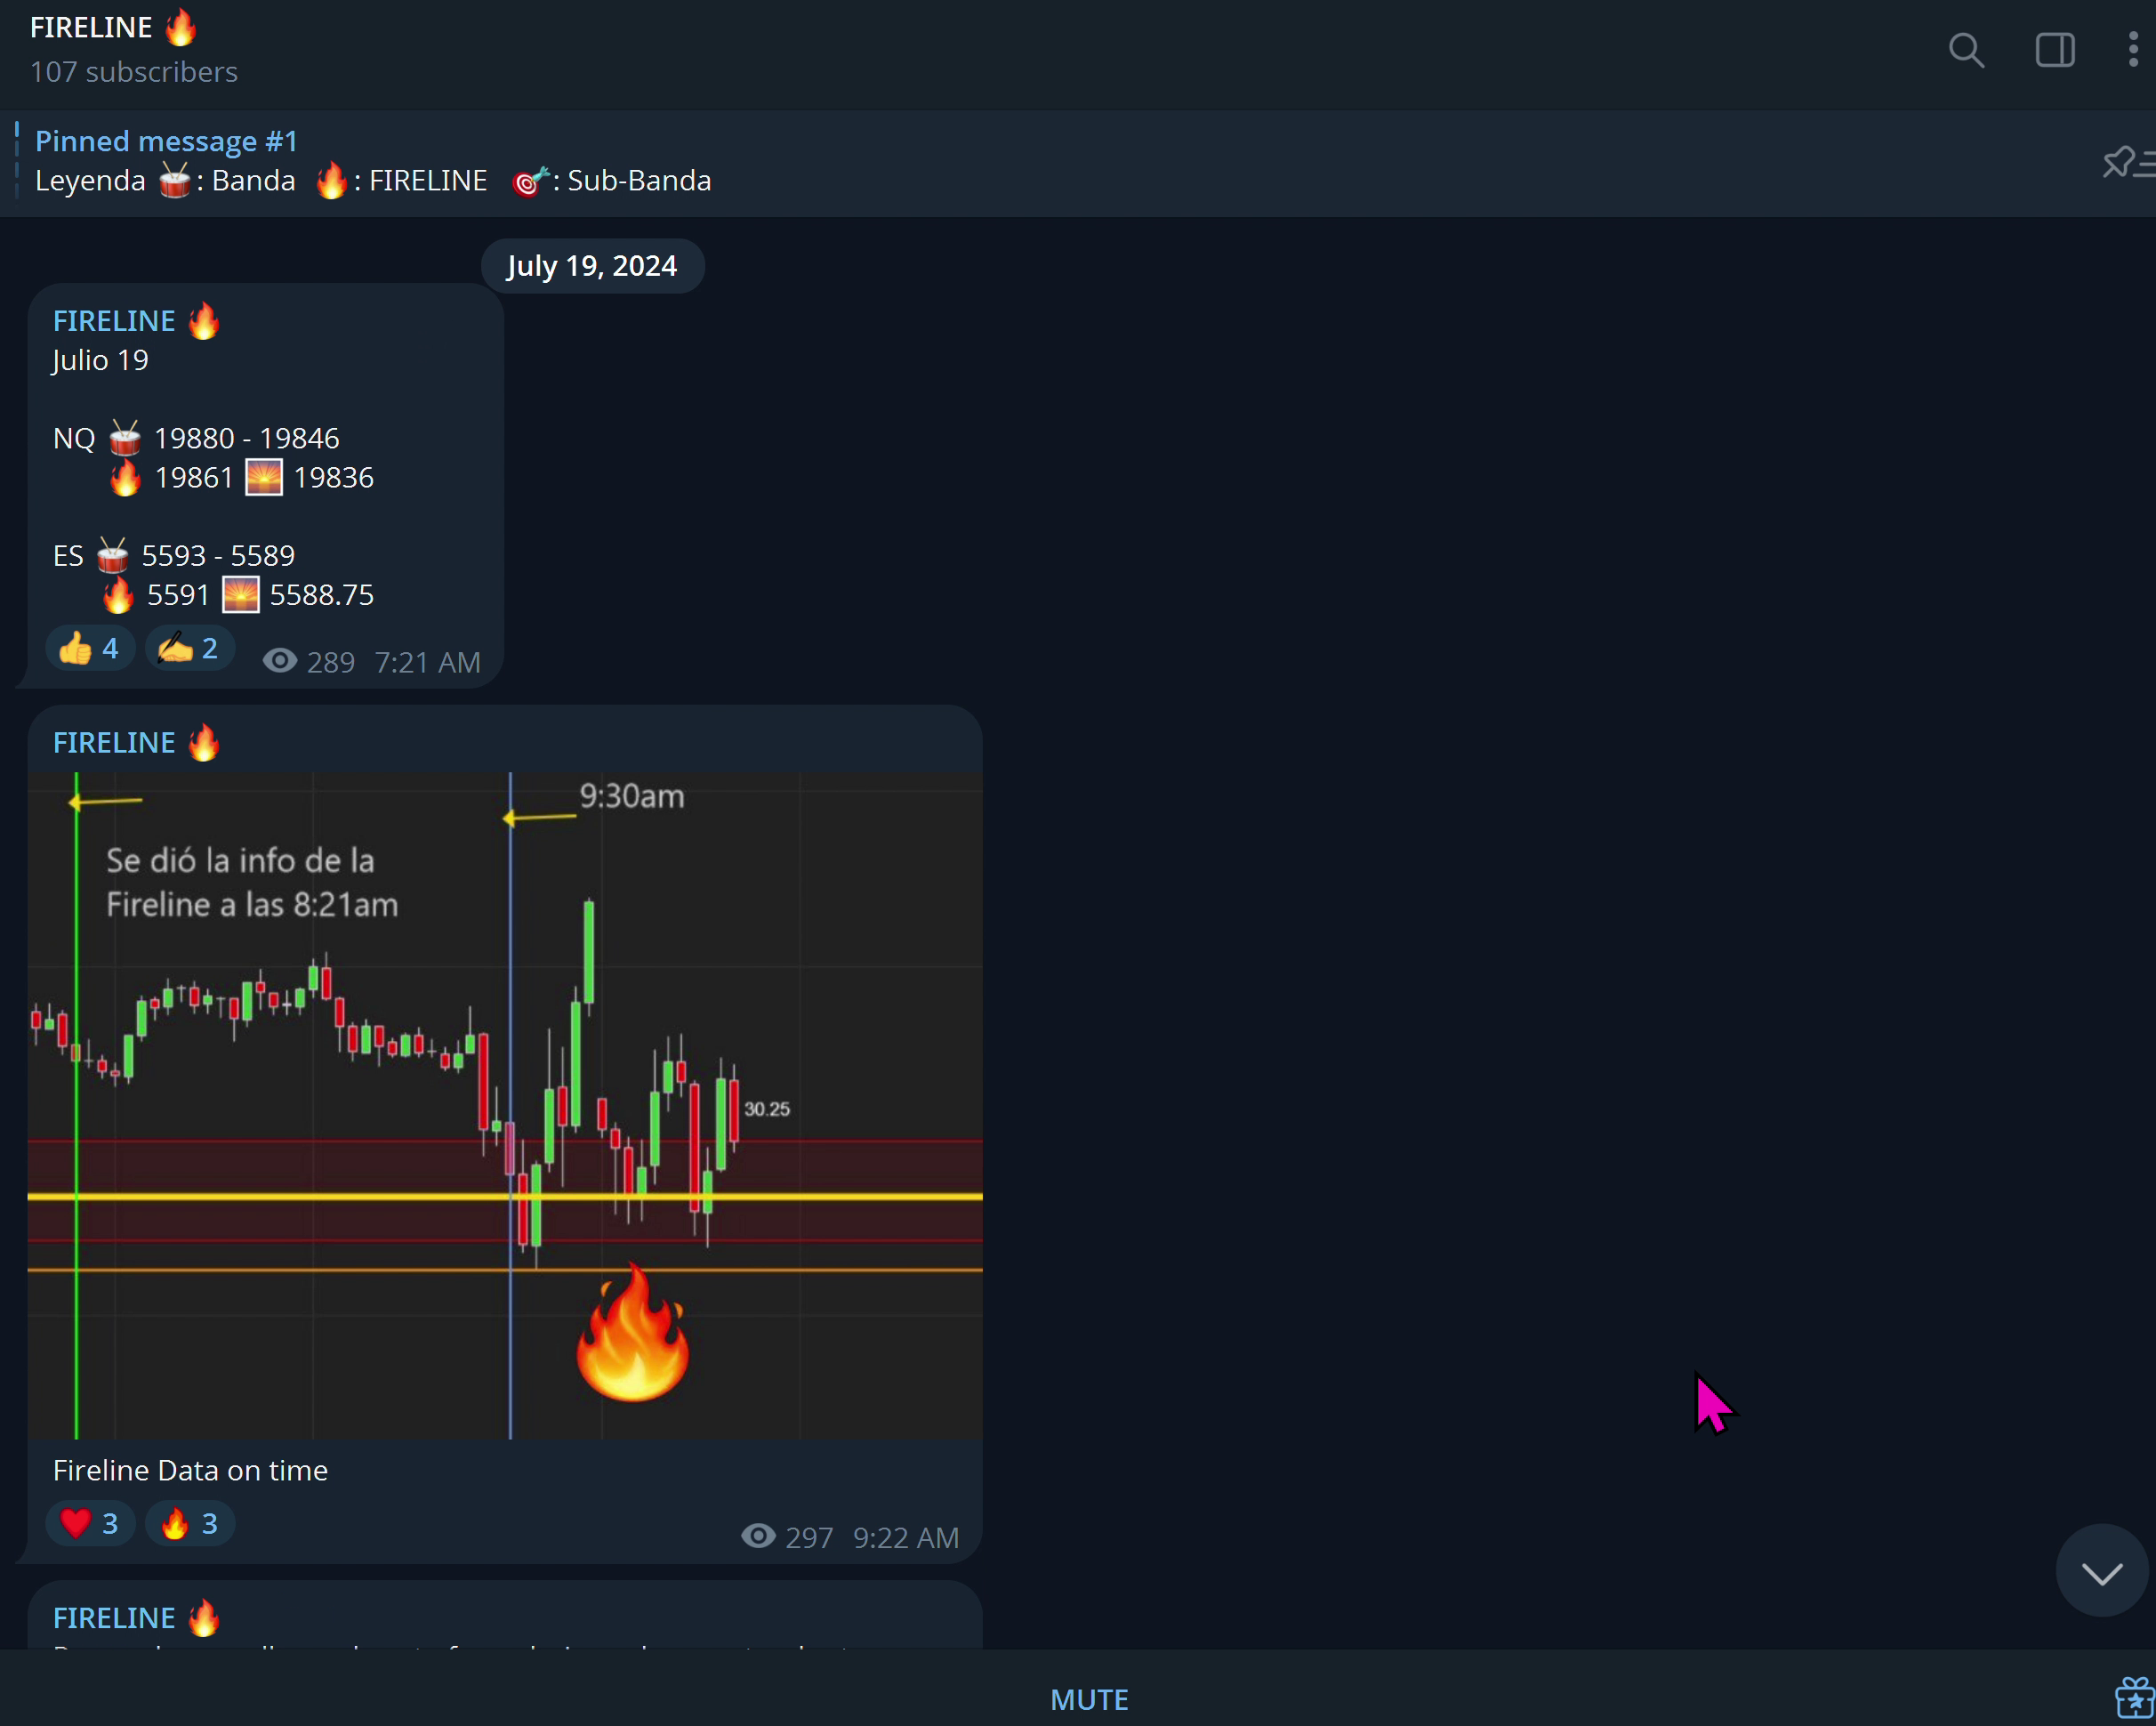 FIRELINE 🔥
107 subscribers
Pinned message #1
Leyenda 🥁: Banda 🔥: FIRELINE 🎯: Sub-Banda
July 19, 2024
FIRELINE 🔥
Julio 19
NQ 🥁 19880 - 19846
🔥 19861 🌅 19836
ES 🥁 5593 - 5589
🔥 5591 🌅 5588.75
👍 4 ✍️ 2 289 7:21 AM
FIRELINE 🔥
9:30am
Se dió la info de la
Fireline a las 8:21am
30.25
Fireline Data on time
❤️ 3 🔥 3 297 9:22 AM
FIRELINE 🔥
MUTE